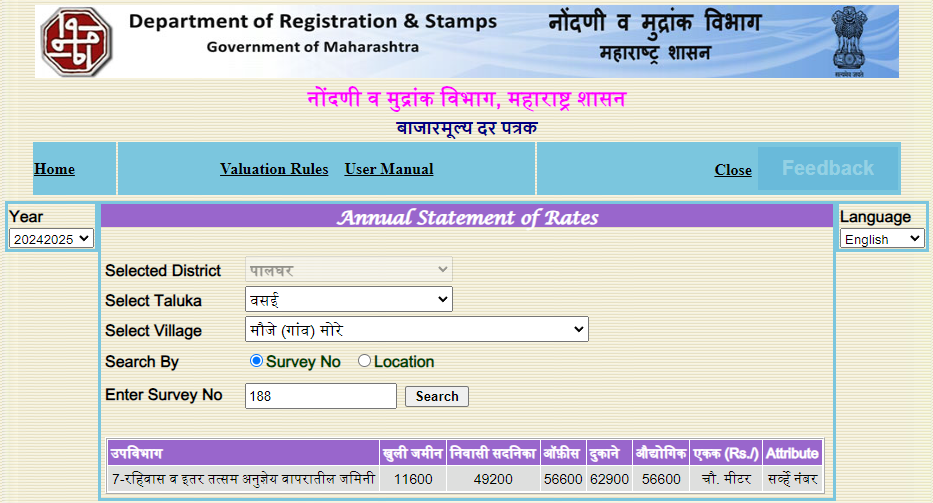 Department of Registration & Stamps
Government of Maharashtra
नोंदणी व मुद्रांक विभाग
महाराष्ट्र शासन
नोंदणी व मुद्रांक विभाग, महाराष्ट्र शासन
बाजारमूल्य दर पत्रक
Home Valuation Rules User Manual Close Feedback
Year Annual Statement of Rates Language
20242025 English
Selected District पालघर
Select Taluka वसई
Select Village मौजे (गांव) मोरे
Search By Survey No Location
Enter Survey No 188 Search
उपविभाग खुली जमीन निवासी सदनिका ऑफ़ीस दुकाने औद्योगिक एकक (Rs./) Attribute
7-रहिवास व इतर तत्सम अनुज्ञेय वापरातील जमिनी 11600 49200 56600 62900 56600 चौ. मीटर सर्व्हे नंबर